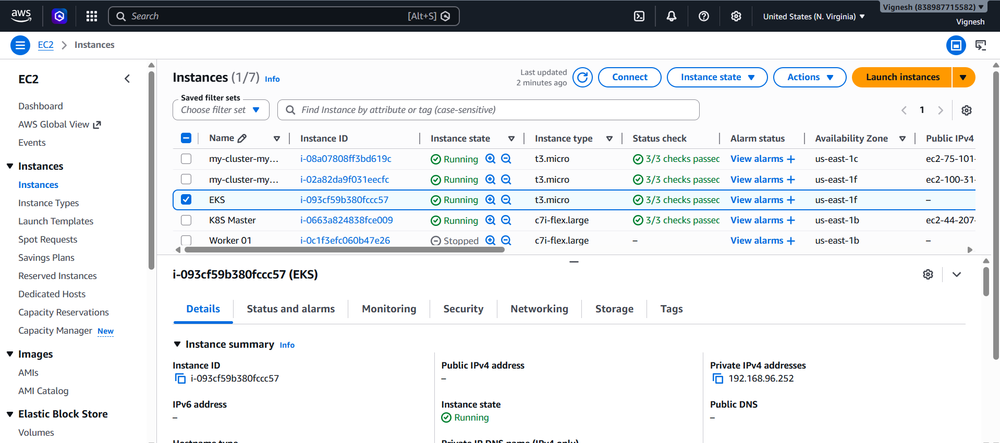 aws
Search [Alt+S]
United States (N. Virginia)
Vignesh (838987715582)
Vignesh
EC2 Instances
EC2
Dashboard
AWS Global View
Events
Instances
Instances
Instance Types
Launch Templates
Spot Requests
Savings Plans
Reserved Instances
Dedicated Hosts
Capacity Reservations
Capacity Manager New
Images
AMIs
AMI Catalog
Elastic Block Store
Volumes
Instances (1/7) Info
Last updated
2 minutes ago
Connect
Instance state
Actions
Launch instances
Saved filter sets
Choose filter set
Find Instance by attribute or tag (case-sensitive)
1
Name Instance ID Instance state Instance type Status check Alarm status Availability Zone Public IPv4
my-cluster-my... i-08a07808ff3bd619c Running t3.micro 3/3 checks passed View alarms + us-east-1c ec2-75-101-
my-cluster-my... i-02a82da9f031eecfc Running t3.micro 3/3 checks passed View alarms + us-east-1f ec2-100-31-
EKS i-093cf59b380fccc57 Running t3.micro 3/3 checks passed View alarms + us-east-1f –
K8S Master i-0663a824838fce009 Running c7i-flex.large 3/3 checks passed View alarms + us-east-1b ec2-44-207-
Worker 01 i-0c1f3efc060b47e26 Stopped c7i-flex.large – View alarms + us-east-1b –
i-093cf59b380fccc57 (EKS)
Details Status and alarms Monitoring Security Networking Storage Tags
Instance summary Info
Instance ID
i-093cf59b380fccc57
Public IPv4 address
–
Private IPv4 addresses
192.168.96.252
IPv6 address
–
Instance state
Running
Public DNS
–
Hostname type
Private IP DNS name (IPv4 only)